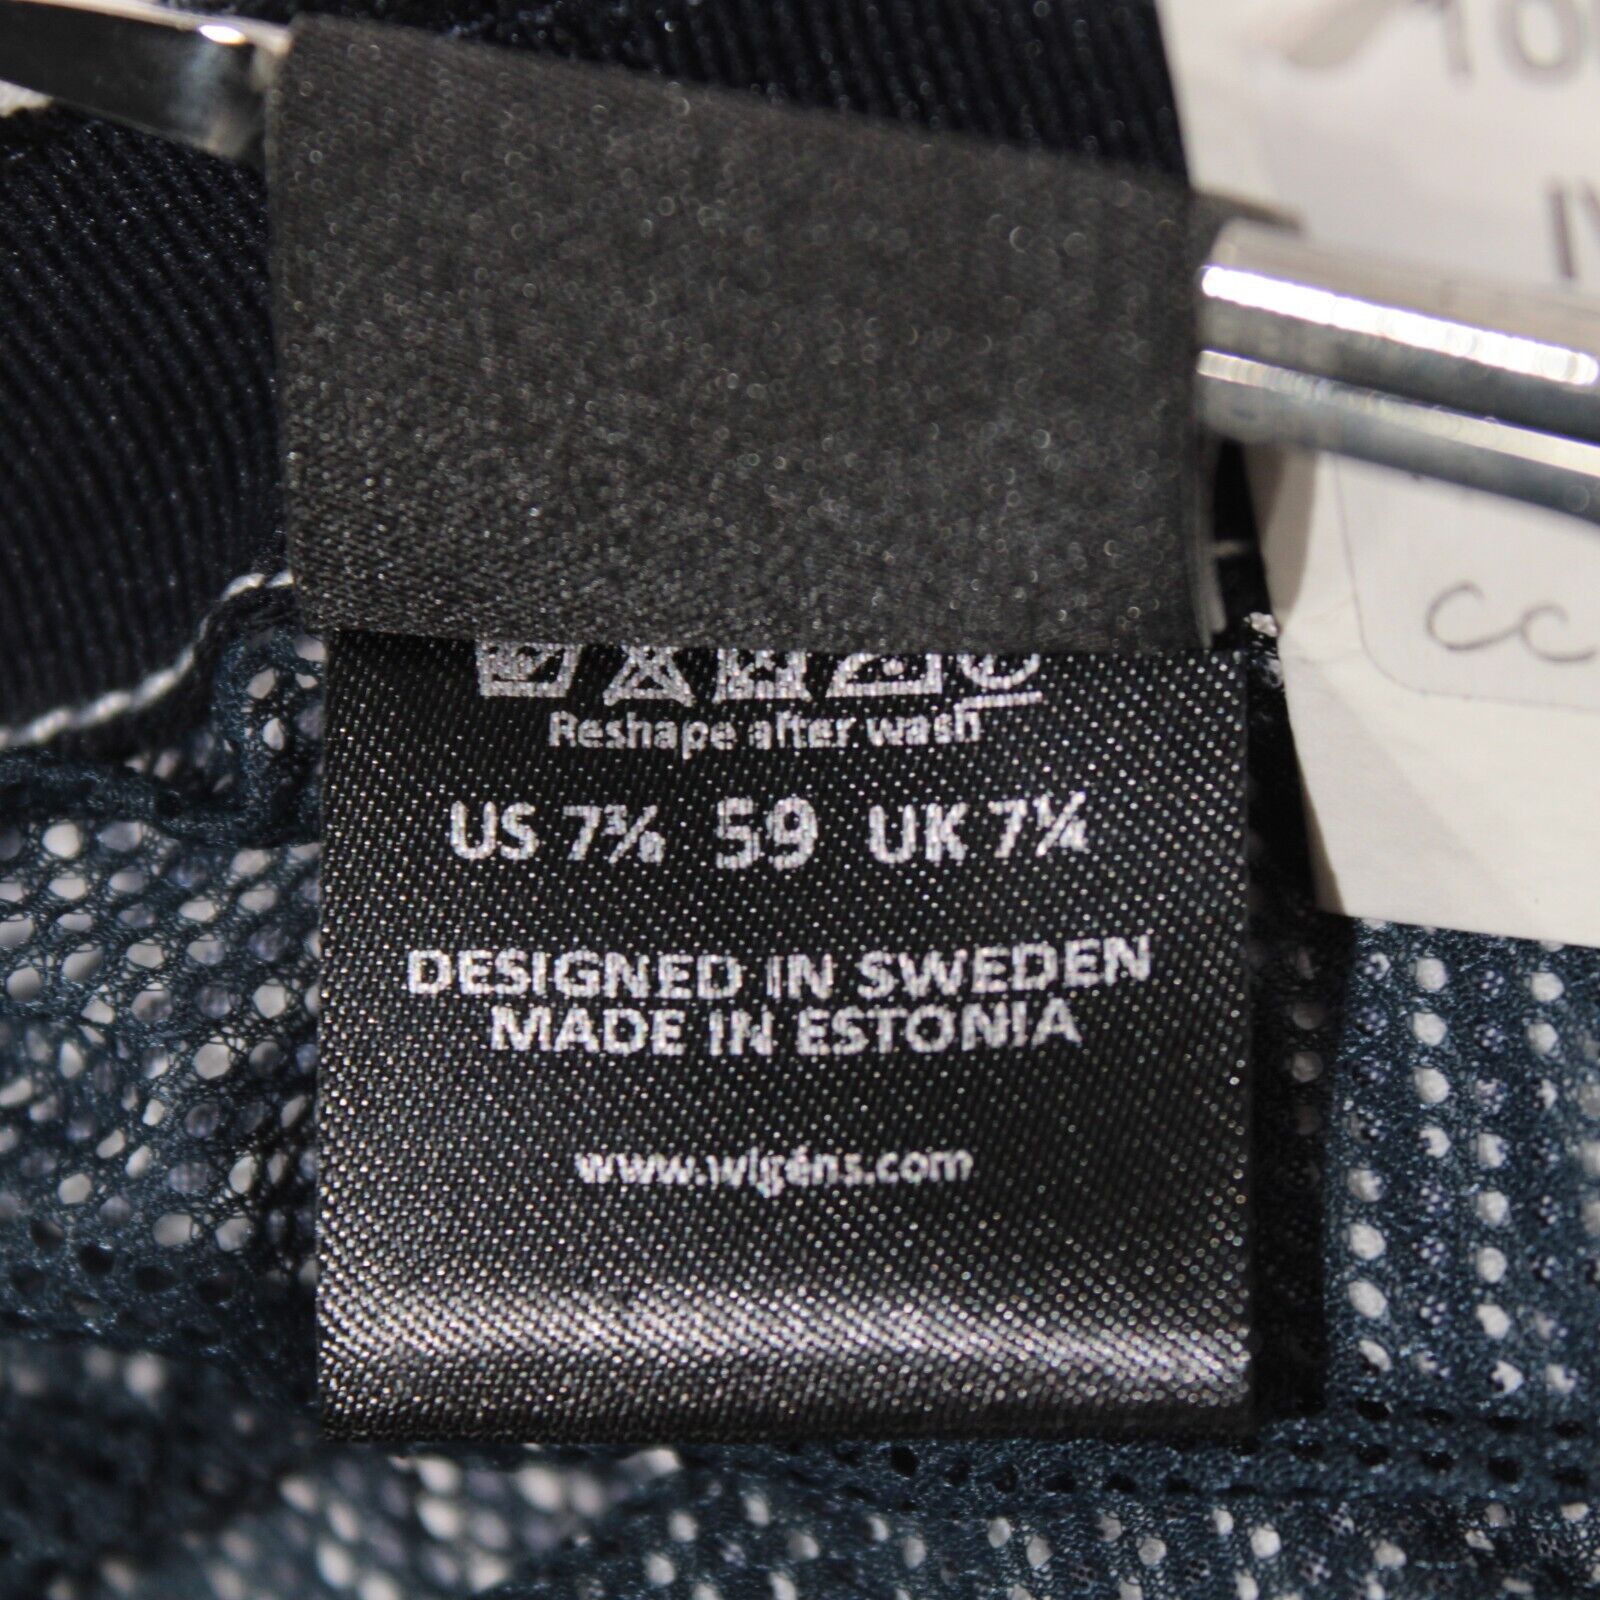 Reshape after wash
US 7⅜ 59 UK 7¼
DESIGNED IN SWEDEN
MADE IN ESTONIA
www.wigéns.com
cc